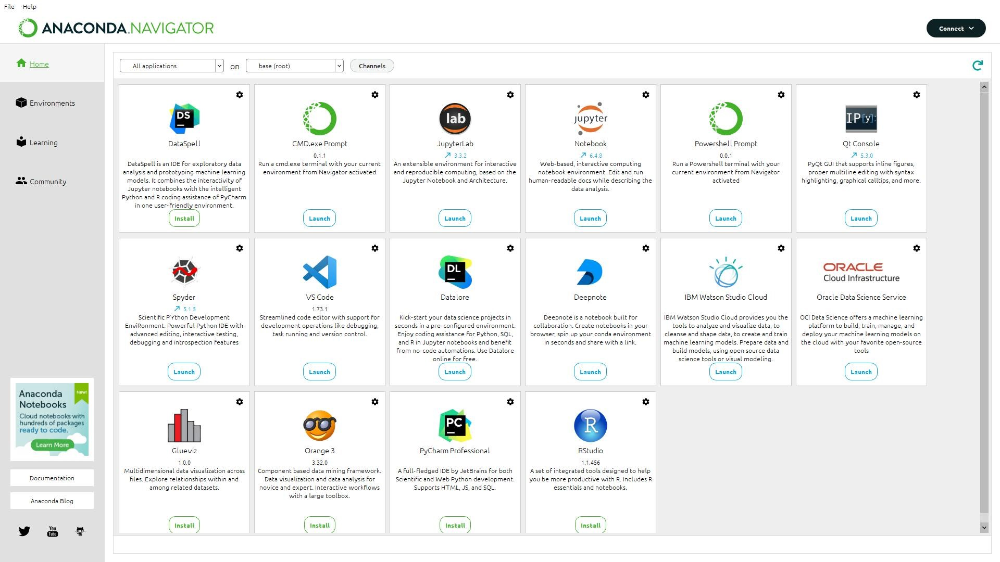 File Help
ANACONDA.NAVIGATOR
Connect
Home
All applications on base (root) Channels
Environments
Learning
Community
DS
DataSpell
DataSpell is an IDE for exploratory data
analysis and prototyping machine learning
models. It combines the interactivity of
Jupyter notebooks with the intelligent
Python and R coding assistance of PyCharm
in one user-friendly environment.
Install
CMD.exe Prompt
0.1.1
Run a cmd.exe terminal with your current
environment from Navigator activated
Launch
lab
JupyterLab
3.3.2
An extensible environment for interactive
and reproducible computing, based on the
Jupyter Notebook and Architecture.
Launch
jupyter
Notebook
6.4.8
Web-based, interactive computing
notebook environment. Edit and run
human-readable docs while describing the
data analysis.
Launch
Powershell Prompt
0.0.1
Run a Powershell terminal with your
current environment from Navigator
activated
Launch
IP[y]:
Qt Console
5.3.0
PyQt GUI that supports inline figures,
proper multiline editing with syntax
highlighting, graphical calltips, and more.
Launch
Spyder
5.1.5
Scientific PYthon Development
EnviRonment. Powerful Python IDE with
advanced editing, interactive testing,
debugging and introspection features
Launch
VS Code
1.73.1
Streamlined code editor with support for
development operations like debugging,
task running and version control.
Launch
DL
Datalore
Kick-start your data science projects in
seconds in a pre-configured environment.
Enjoy coding assistance for Python, SQL,
and R in Jupyter notebooks and benefit
from no-code automations. Use Datalore
online for free.
Launch
Deepnote
Deepnote is a notebook built for
collaboration. Create notebooks in your
browser, spin up your conda environment
in seconds and share with a link.
Launch
IBM Watson Studio Cloud
IBM Watson Studio Cloud provides you the
tools to analyze and visualize data, to
cleanse and shape data, to create and train
machine learning models. Prepare data and
build models, using open source data
science tools or visual modeling.
Launch
ORACLE
Cloud Infrastructure
Oracle Data Science Service
OCI Data Science offers a machine learning
platform to build, train, manage, and
deploy your machine learning models on
the cloud with your favorite open-source
tools
Launch
Glueviz
1.0.0
Multidimensional data visualization across
files. Explore relationships within and
among related datasets.
Install
Orange 3
3.32.0
Component based data mining framework.
Data visualization and data analysis for
novice and expert. Interactive workflows
with a large toolbox.
Install
PC
PyCharm Professional
A full-fledged IDE by JetBrains for both
Scientific and Web Python development.
Supports HTML, JS, and SQL.
Install
R
RStudio
1.1.456
A set of integrated tools designed to help
you be more productive with R. Includes R
essentials and notebooks.
Install
Anaconda
Notebooks
New!
Cloud notebooks with
hundreds of packages
ready to code.
Learn More
Documentation
Anaconda Blog
You
Tube